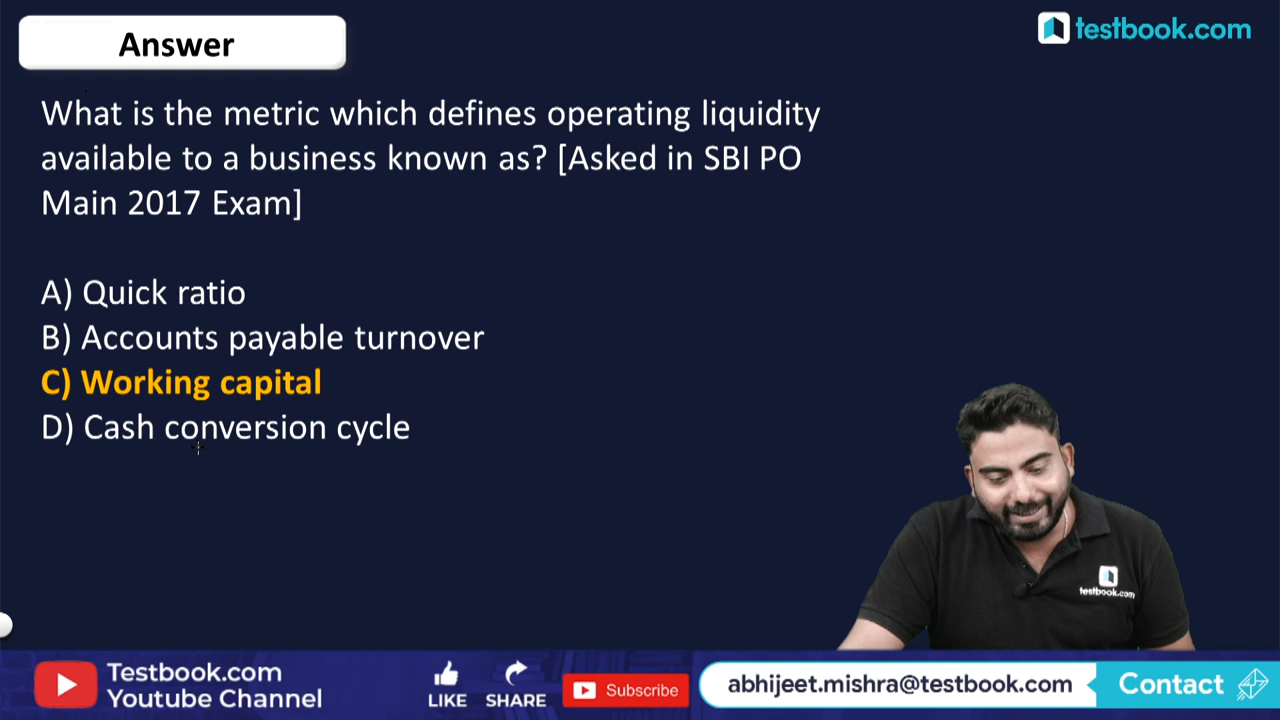 Answer
testbook.com
What is the metric which defines operating liquidity
available to a business known as? [Asked in SBI PO
Main 2017 Exam]
A) Quick ratio
B) Accounts payable turnover
C) Working capital
D) Cash conversion cycle
testbook.com
Testbook.com
Youtube Channel
LIKE
SHARE
Subscribe
abhijeet.mishra@testbook.com
Contact